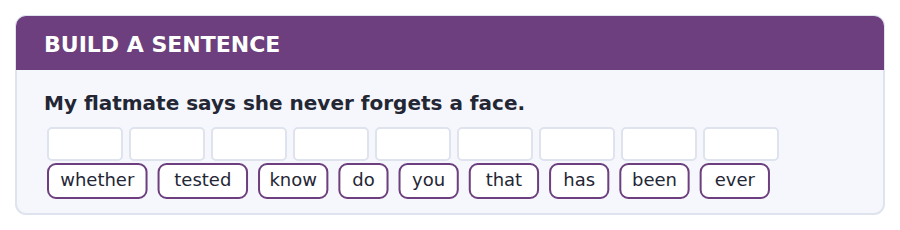 BUILD A SENTENCE
My flatmate says she never forgets a face.
whether tested know do you that has been ever